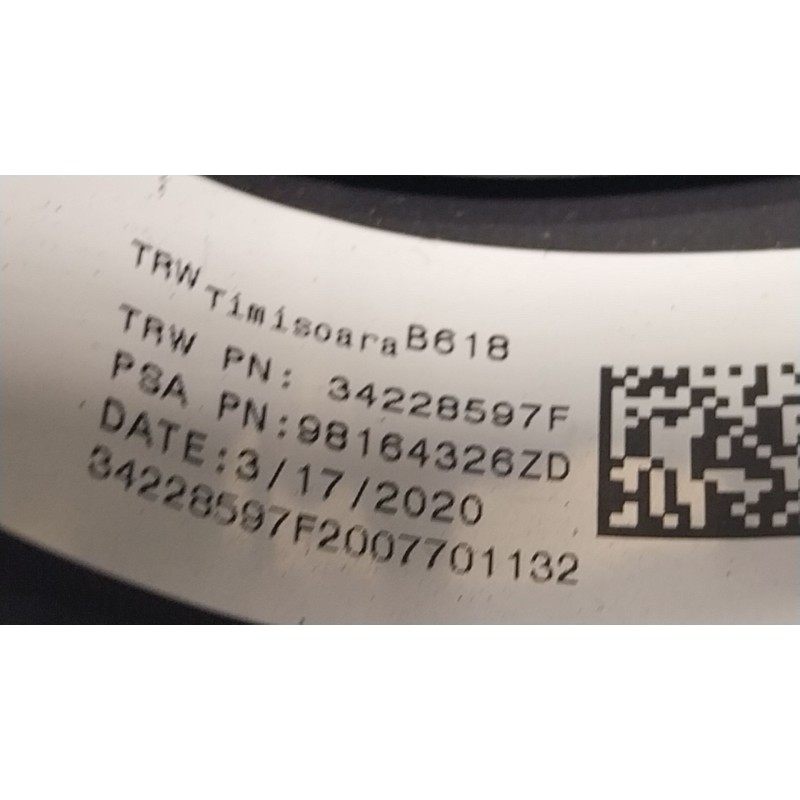 TRW Timisoara B618
TRW PN: 34228597F
PSA PN:98164326ZD
DATE:3/17/2020
34228597F2007701132